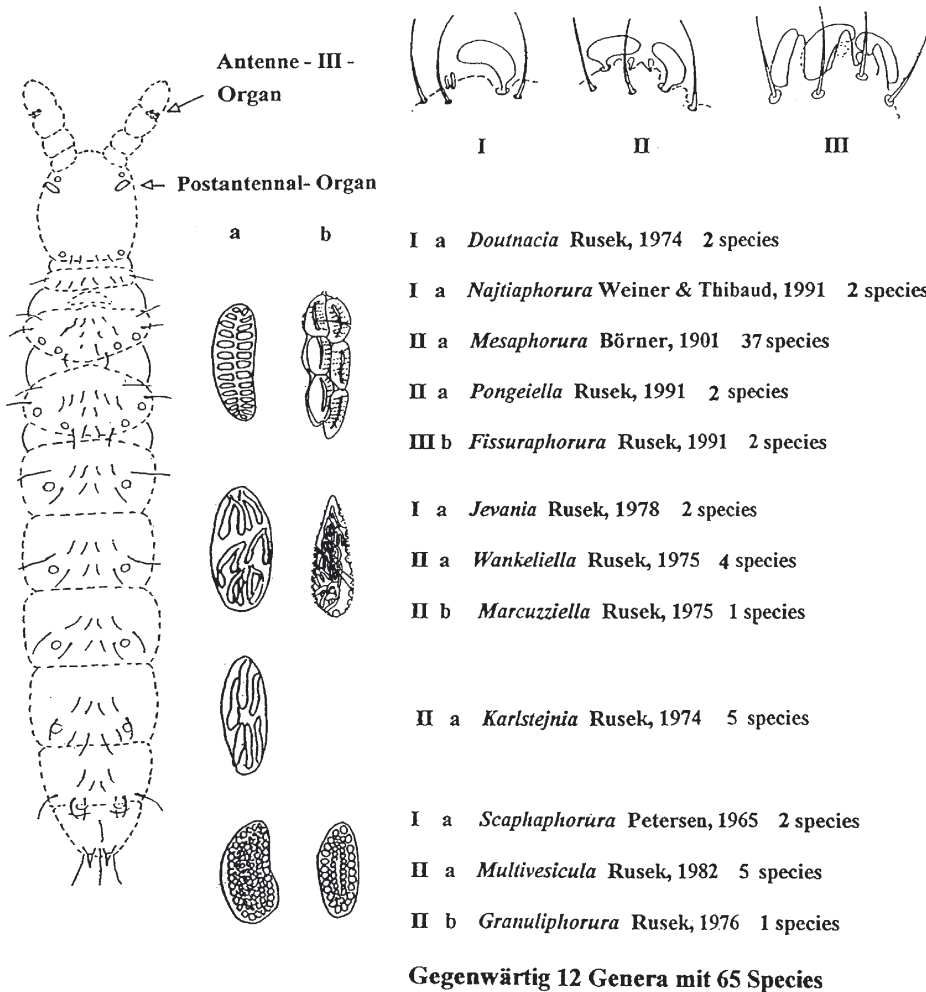 Antenne - III -
Organ
I II III
Postantennal- Organ
a b
I a Doutnacia Rusek, 1974 2 species
I a Najtiaphorura Weiner & Thibaud, 1991 2 species
II a Mesaphorura Börner, 1901 37 species
II a Pongeiella Rusek, 1991 2 species
III b Fissuraphorura Rusek, 1991 2 species
I a Jevania Rusek, 1978 2 species
II a Wankeliella Rusek, 1975 4 species
II b Marcuzziella Rusek, 1975 1 species
II a Karlstejnia Rusek, 1974 5 species
I a Scaphaphorura Petersen, 1965 2 species
II a Multivesicula Rusek, 1982 5 species
II b Granuliphorura Rusek, 1976 1 species
Gegenwärtig 12 Genera mit 65 Species